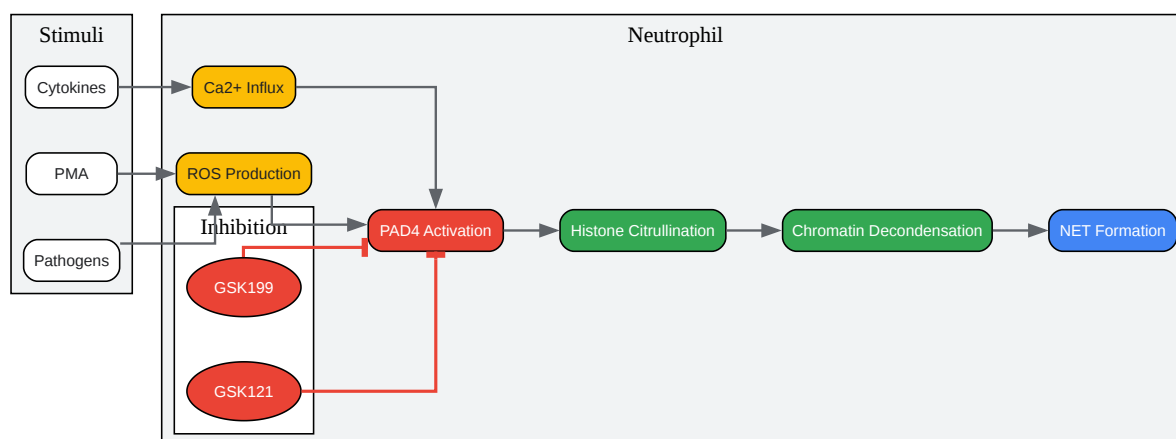 Stimuli
Neutrophil
Cytokines
Ca2+ Influx
PMA
ROS Production
Inhibition
PAD4 Activation
Histone Citrullination
Chromatin Decondensation
NET Formation
Pathogens
GSK199
GSK121